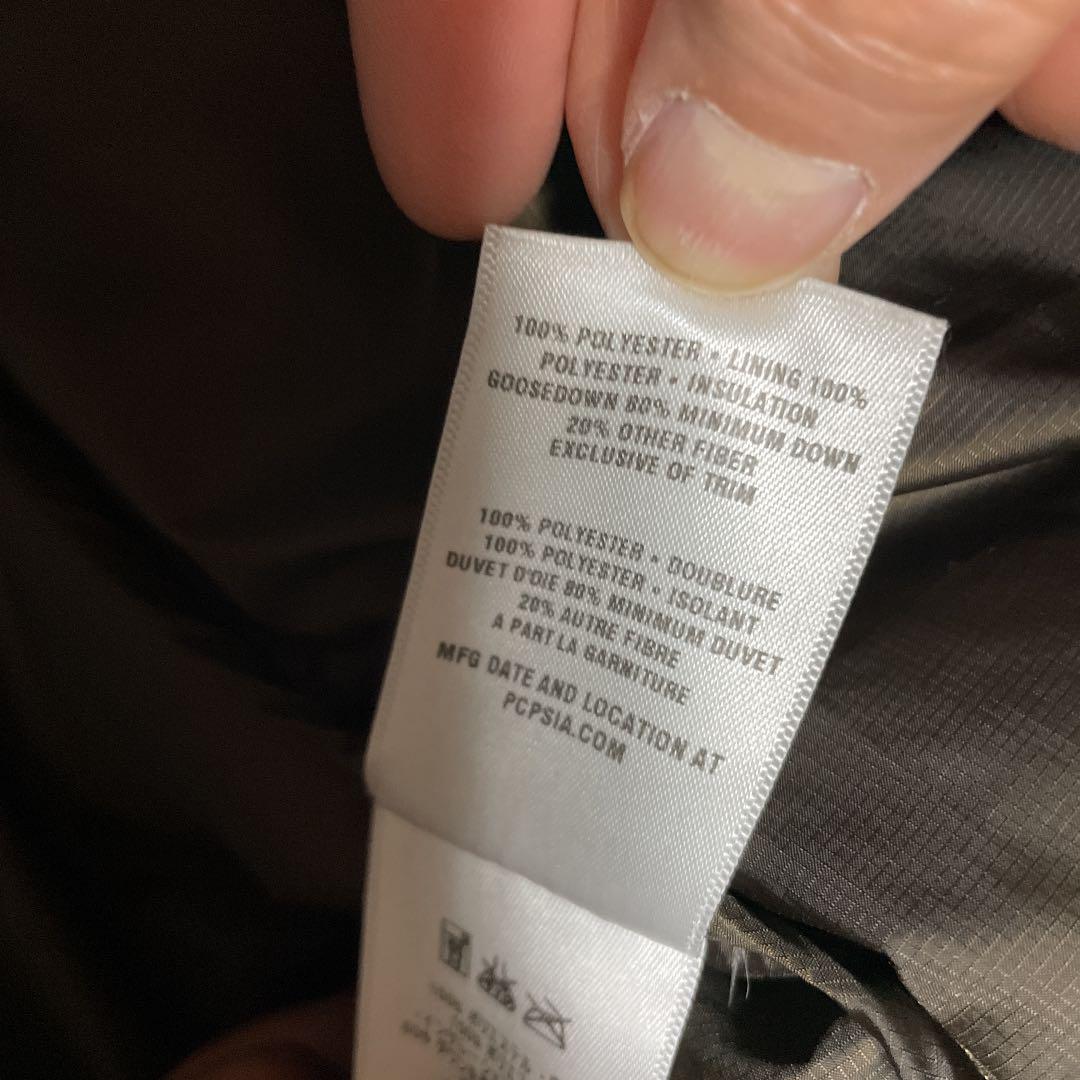 100% POLYESTER • LINING 100%
POLYESTER • INSULATION
GOOSEDOWN 80% MINIMUM DOWN
20% OTHER FIBER
EXCLUSIVE OF TRIM
100% POLYESTER • DOUBLURE
100% POLYESTER • ISOLANT
DUVET D'OIE 80% MINIMUM DUVET
20% AUTRE FIBRE
A PART LA GARNITURE
MFG DATE AND LOCATION AT
PCPSIA.COM